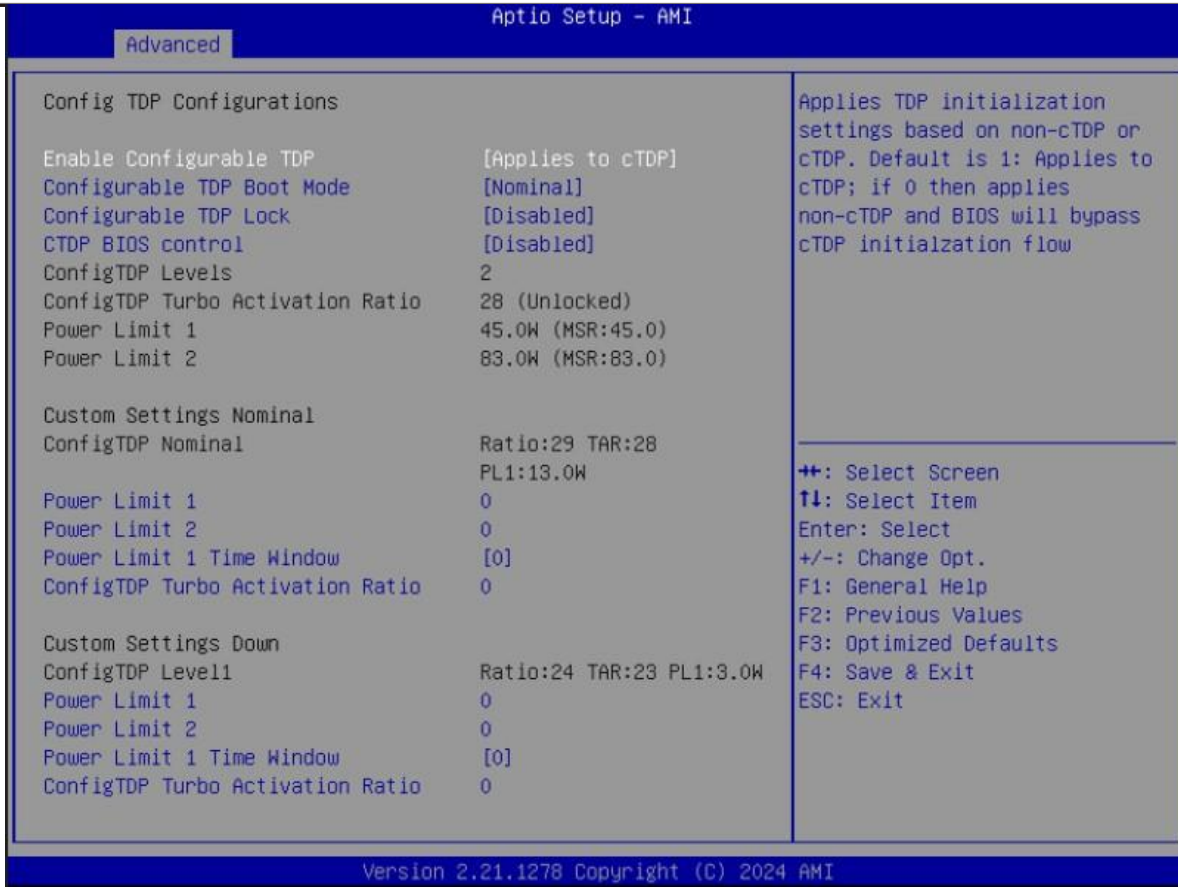 Aptio Setup – AMI
Advanced
Config TDP Configurations
Enable Configurable TDP [Applies to cTDP]
Configurable TDP Boot Mode [Nominal]
Configurable TDP Lock [Disabled]
CTDP BIOS control [Disabled]
ConfigTDP Levels 2
ConfigTDP Turbo Activation Ratio 28 (Unlocked)
Power Limit 1 45.0W (MSR:45.0)
Power Limit 2 83.0W (MSR:83.0)
Custom Settings Nominal
ConfigTDP Nominal Ratio:29 TAR:28
PL1:13.0W
Power Limit 1 0
Power Limit 2 0
Power Limit 1 Time Window [0]
ConfigTDP Turbo Activation Ratio 0
Custom Settings Down
ConfigTDP Level1 Ratio:24 TAR:23 PL1:3.0W
Power Limit 1 0
Power Limit 2 0
Power Limit 1 Time Window [0]
ConfigTDP Turbo Activation Ratio 0
Applies TDP initialization
settings based on non-cTDP or
cTDP. Default is 1: Applies to
cTDP; if 0 then applies
non-cTDP and BIOS will bypass
cTDP initialzation flow
→←: Select Screen
↑↓: Select Item
Enter: Select
+/-: Change Opt.
F1: General Help
F2: Previous Values
F3: Optimized Defaults
F4: Save & Exit
ESC: Exit
Version 2.21.1278 Copyright (C) 2024 AMI